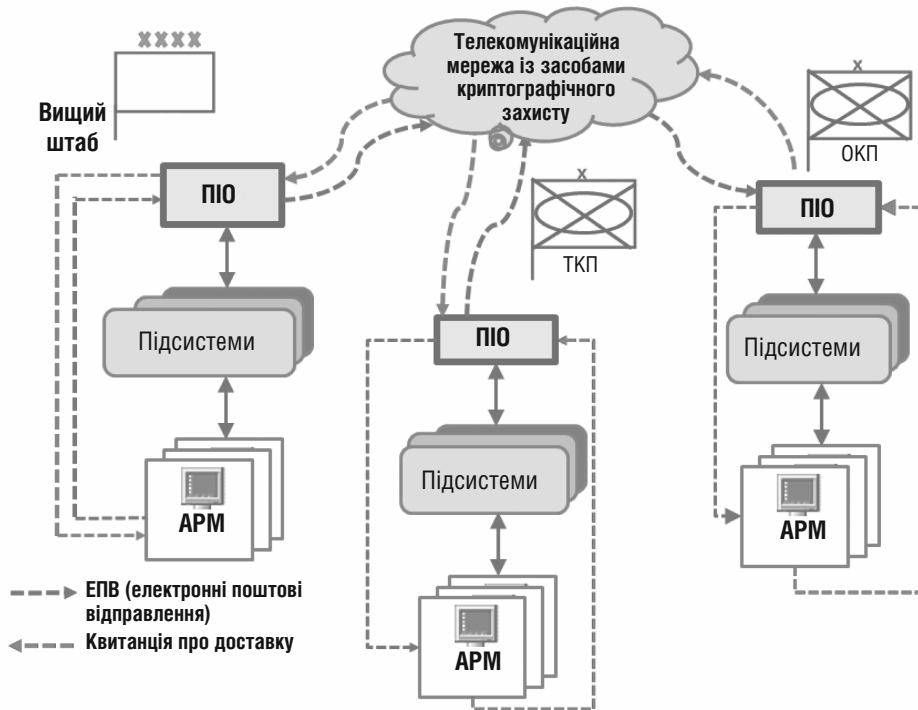 XXXX
Вищий
штаб
Телекомунікаційна
мережа із засобами
криптографічного
захисту
X
ОКП
X
ТКП
ПІО
Підсистеми
АРМ
ПІО
Підсистеми
АРМ
ПІО
Підсистеми
АРМ
ЕПВ (електронні поштові
відправлення)
Квитанція про доставку